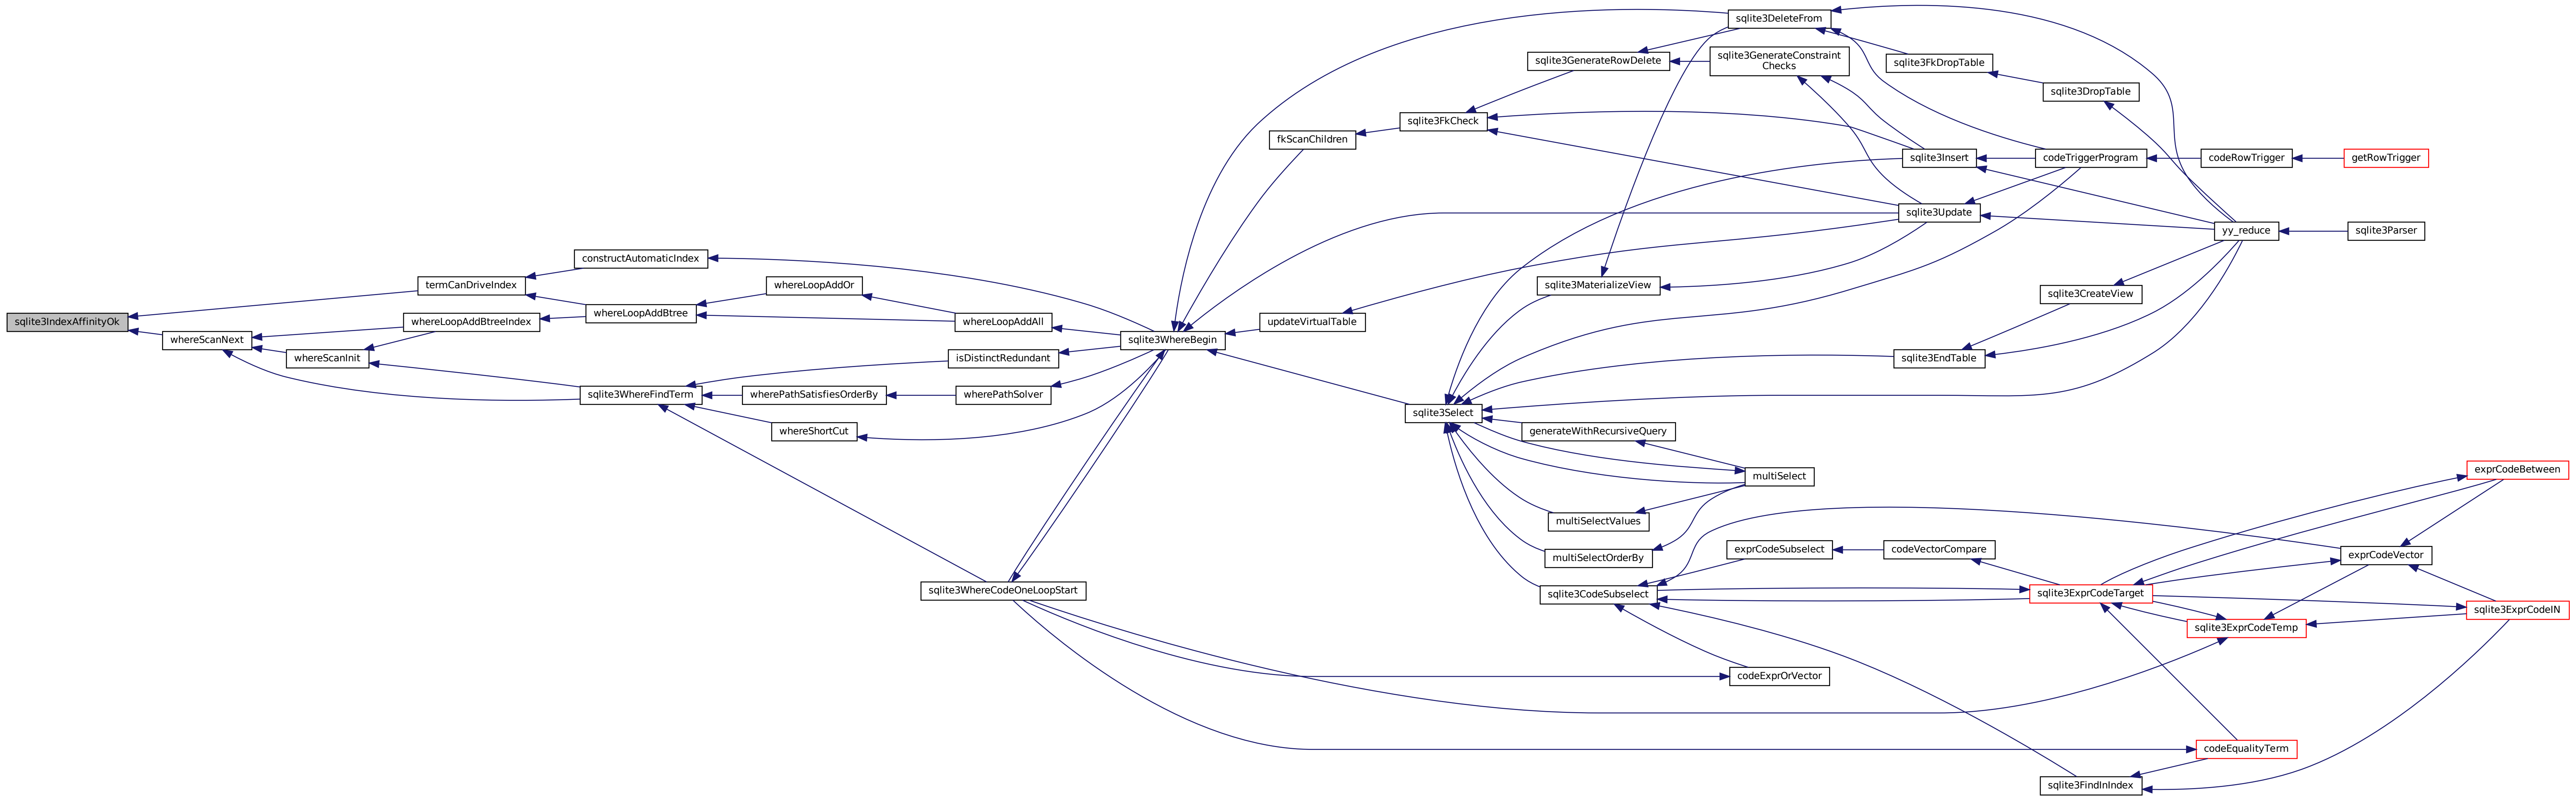 sqlite3IndexAffinityOk
termCanDriveIndex
whereScanNext
constructAutomaticIndex
whereLoopAddBtree
whereLoopAddBtreeIndex
whereScanInit
sqlite3WhereFindTerm
whereLoopAddOr
whereLoopAddAll
isDistinctRedundant
wherePathSatisfiesOrderBy
wherePathSolver
whereShortCut
sqlite3WhereCodeOneLoopStart
sqlite3WhereBegin
fkScanChildren
updateVirtualTable
sqlite3FkCheck
sqlite3Select
sqlite3GenerateRowDelete
sqlite3MaterializeView
generateWithRecursiveQuery
multiSelectValues
multiSelectOrderBy
sqlite3CodeSubselect
sqlite3DeleteFrom
sqlite3GenerateConstraint
Checks
multiSelect
exprCodeSubselect
codeExprOrVector
sqlite3FkDropTable
sqlite3Insert
sqlite3Update
sqlite3EndTable
codeVectorCompare
sqlite3DropTable
codeTriggerProgram
sqlite3CreateView
sqlite3ExprCodeTarget
sqlite3FindInIndex
codeRowTrigger
yy_reduce
sqlite3ExprCodeTemp
codeEqualityTerm
getRowTrigger
sqlite3Parser
exprCodeVector
exprCodeBetween
sqlite3ExprCodeIN